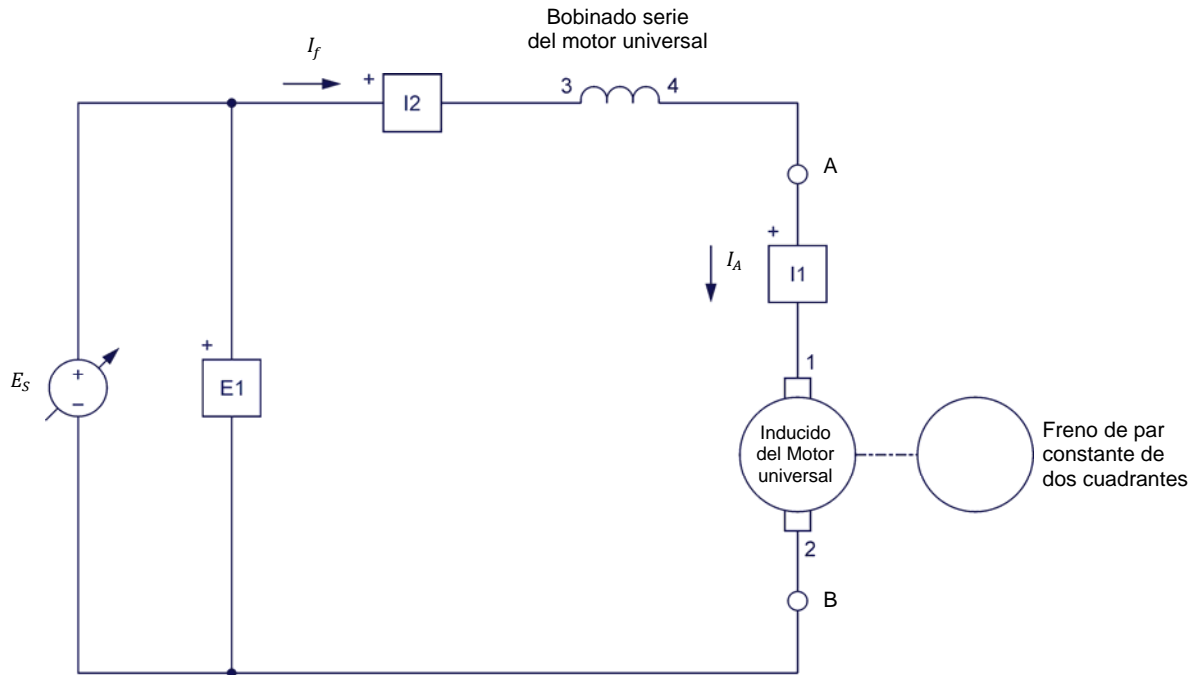 Bobinado serie
del motor universal
I_f
+
I2
3
4
A
+
I_A
I1
+
E1
E_S
+
−
1
Inducido
del Motor
universal
2
B
Freno de par
constante de
dos cuadrantes